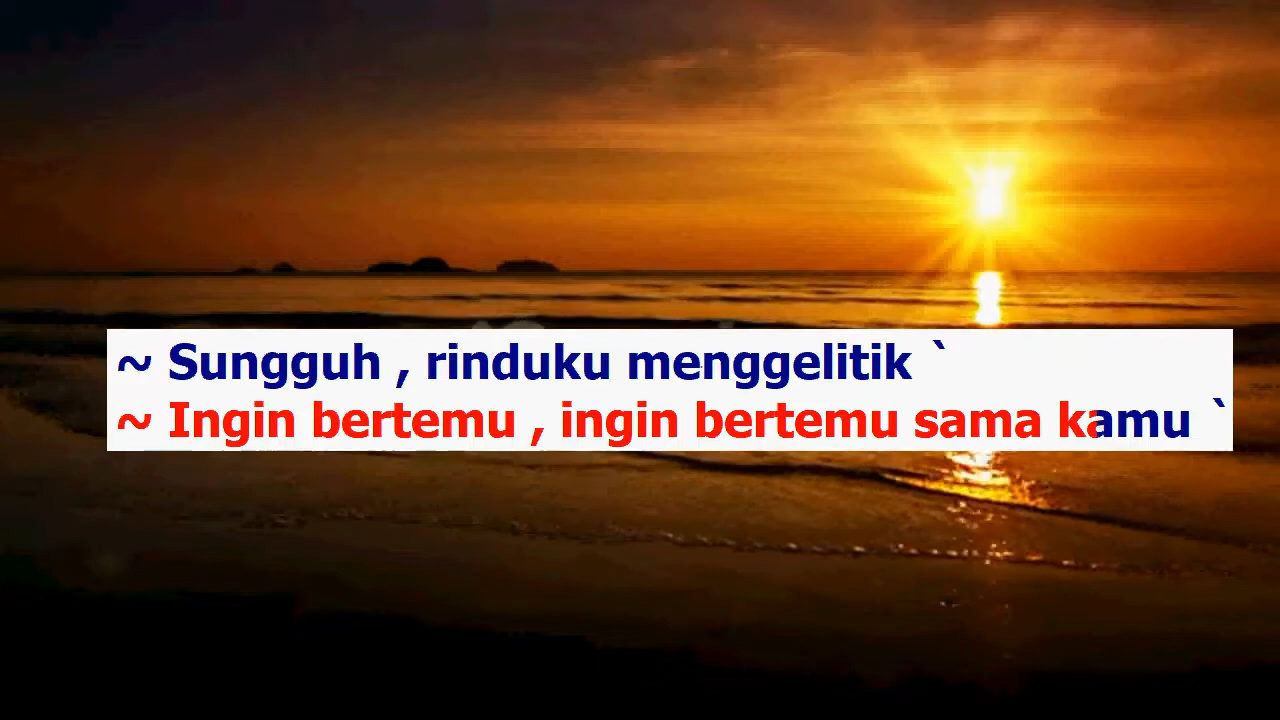 ~ Sungguh , rinduku menggelitik `
~ Ingin bertemu , ingin bertemu sama kamu `